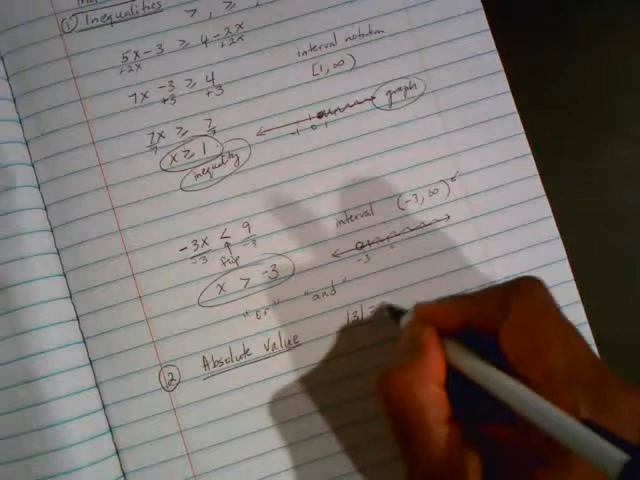 ① Inequalities >, ≥,
5x - 3 ≥ 4 - 2x
+2x +2x
7x - 3 ≥ 4
+3 +3
7x ≥ 7
7 7
x ≥ 1
inequality
interval notation
[1, ∞)
graph
-1 0 1
-3x < 9
-3 -3
flip
x > -3
interval (-3, ∞)
-3
"or" "and"
⑫ Absolute Value |3| =